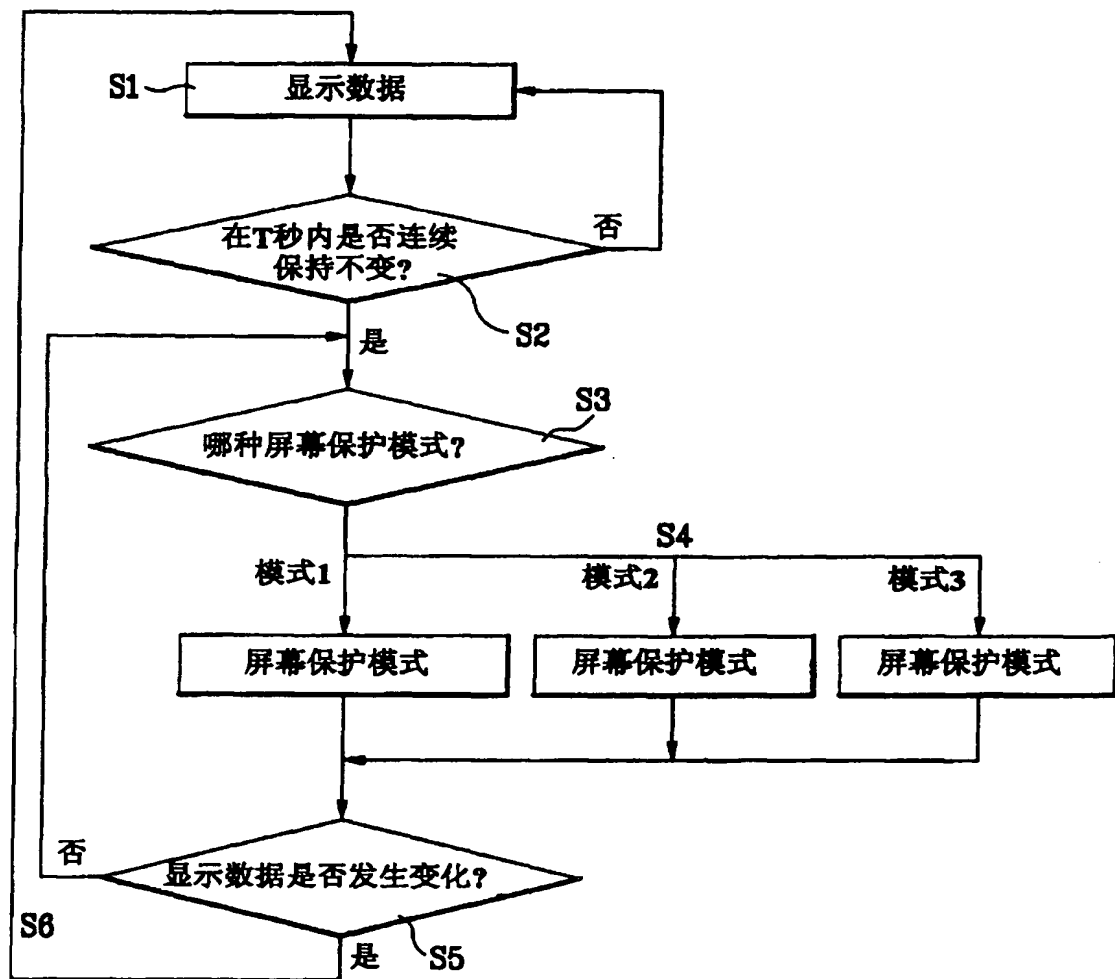 S1
显示数据
在T秒内是否连续
保持不变?
否
S2
是
S3
哪种屏幕保护模式?
S4
模式1
模式2
模式3
屏幕保护模式
屏幕保护模式
屏幕保护模式
否
显示数据是否发生变化?
S6
是
S5